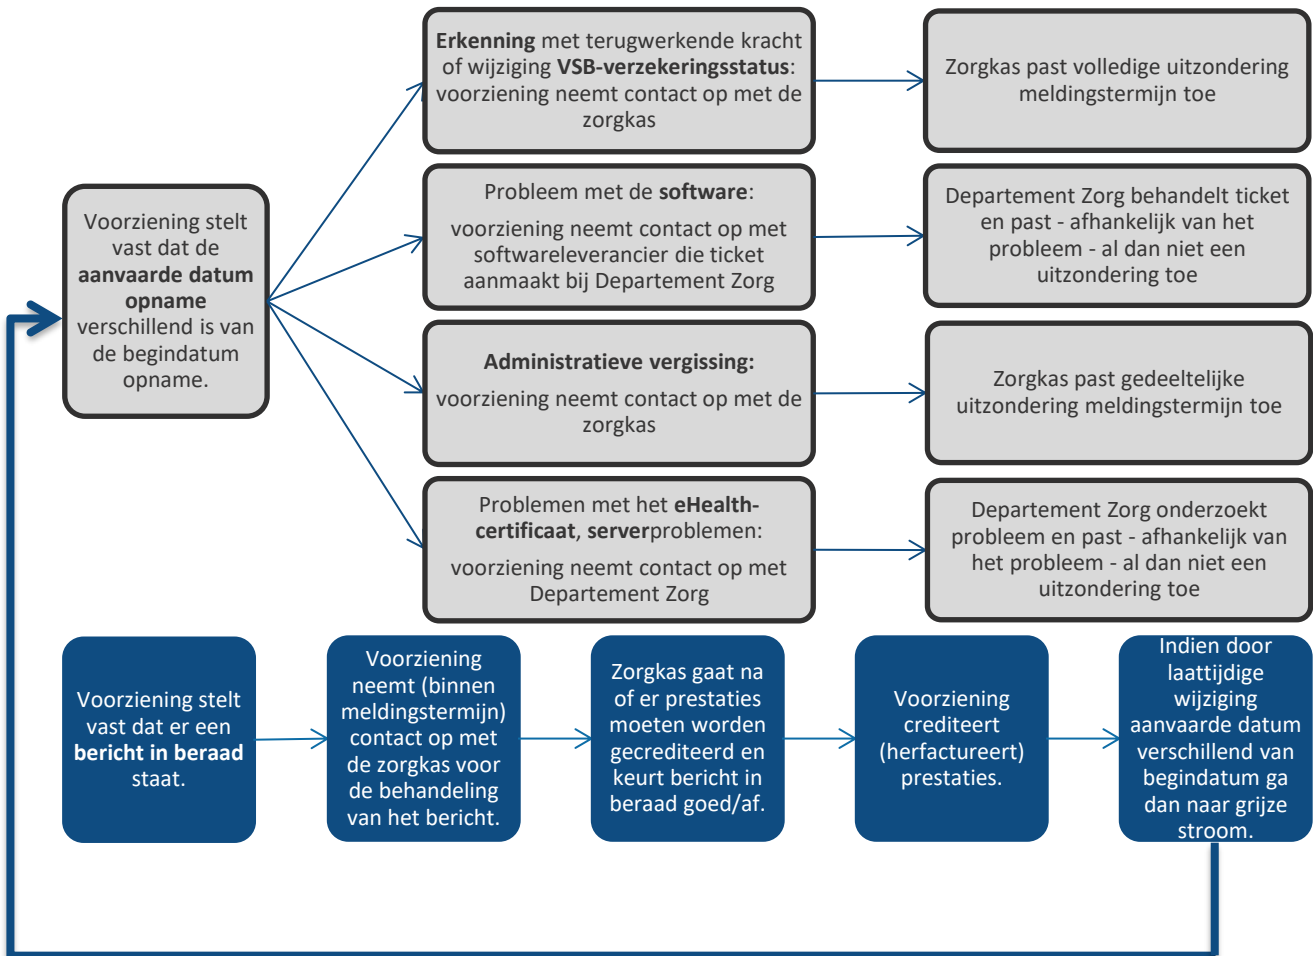 Erkenning met terugwerkende kracht
of wijziging VSB-verzekeringsstatus:
voorziening neemt contact op met de
zorgkas
Zorgkas past volledige uitzondering
meldingstermijn toe
Voorziening stelt
vast dat de
aanvaarde datum
opname
verschillend is van
de begindatum
opname.
Probleem met de software:
voorziening neemt contact op met
softwareleverancier die ticket
aanmaakt bij Departement Zorg
Departement Zorg behandelt ticket
en past - afhankelijk van het
probleem - al dan niet een
uitzondering toe
Administratieve vergissing:
voorziening neemt contact op met de
zorgkas
Zorgkas past gedeeltelijke
uitzondering meldingstermijn toe
Problemen met het eHealth-
certificaat, serverproblemen:
voorziening neemt contact op met
Departement Zorg
Departement Zorg onderzoekt
probleem en past - afhankelijk van
het probleem - al dan niet een
uitzondering toe
Voorziening stelt
vast dat er een
bericht in beraad
staat.
Voorziening
neemt (binnen
meldingstermijn)
contact op met
de zorgkas voor
de behandeling
van het bericht.
Zorgkas gaat na
of er prestaties
moeten worden
gecrediteerd en
keurt bericht in
beraad goed/af.
Voorziening
crediteert
(herfactureert)
prestaties.
Indien door
laattijdige
wijziging
aanvaarde datum
verschillend van
begindatum ga
dan naar grijze
stroom.